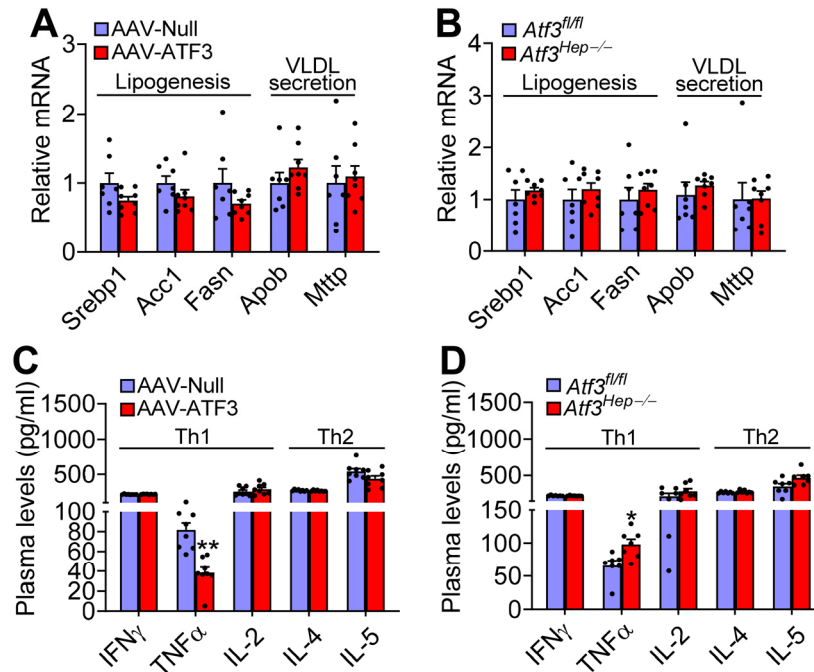 A
AAV-Null
AAV-ATF3
Relative mRNA
3
2
1
0
Lipogenesis
VLDL
secretion
Srebp1
Acc1
Fasn
Apob
Mttp
B
Atf3fl/fl
Atf3Hep−/−
Relative mRNA
4
3
2
1
0
Lipogenesis
VLDL
secretion
Srebp1
Acc1
Fasn
Apob
Mttp
C
AAV-Null
AAV-ATF3
Plasma levels (pg/ml)
1500
1000
500
100
80
60
40
20
0
Th1
Th2
**
IFNγ
TNFα
IL-2
IL-4
IL-5
D
Atf3fl/fl
Atf3Hep−/−
Plasma levels (pg/ml)
1500
1000
500
150
100
50
0
Th1
Th2
*
IFNγ
TNFα
IL-2
IL-4
IL-5